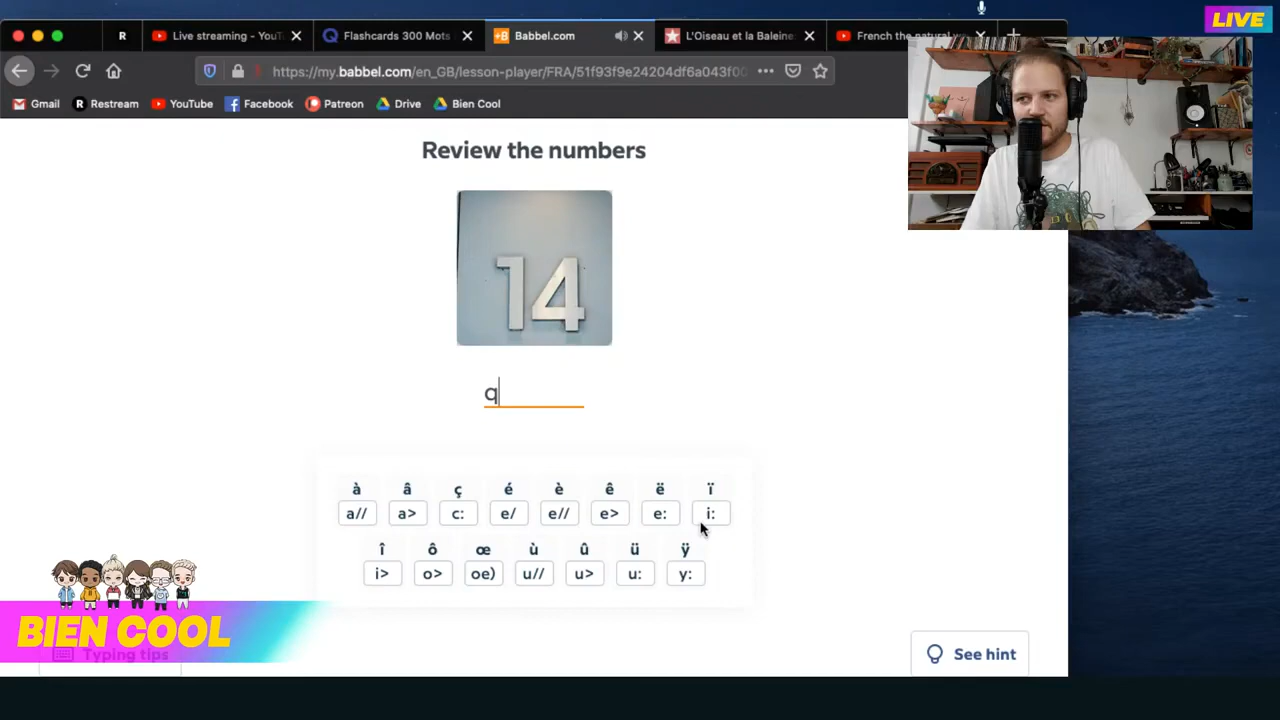 LIVE
R
Live streaming - YouT
Flashcards 300 Mots
+B Babbel.com
L'Oiseau et la Baleine
French the natural w
https://my.babbel.com/en_GB/lesson-player/FRA/51f93f9e24204df6a043f00
Gmail
R Restream
YouTube
Facebook
Patreon
Drive
Bien Cool
Review the numbers
14
q
à â ç é è ê ë ï
a// a> c: e/ e// e> e: i:
î ô œ ù û ü ÿ
i> o> oe) u// u> u: y:
BIEN COOL
Typing tips
See hint